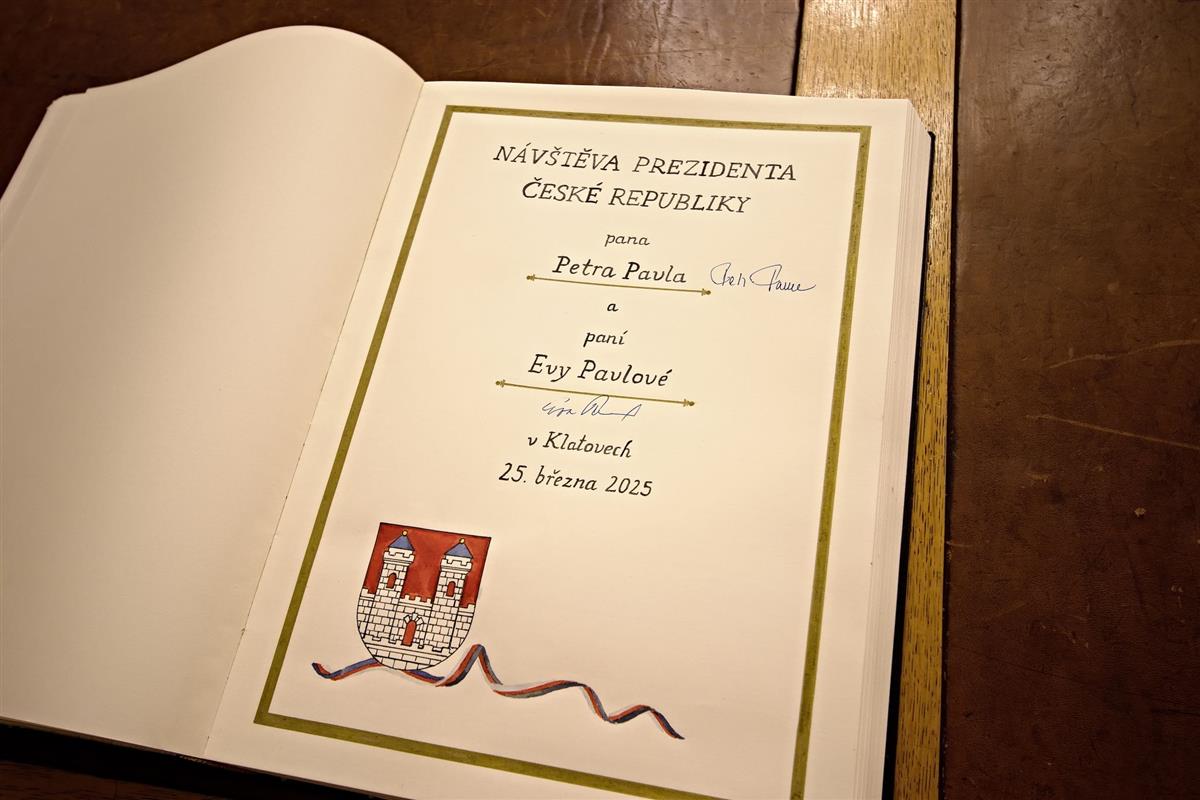 NÁVŠTĚVA PREZIDENTA
ČESKÉ REPUBLIKY
pana
Petra Pavla
a
paní
Evy Pavlové
v Klatovech
25. března 2025